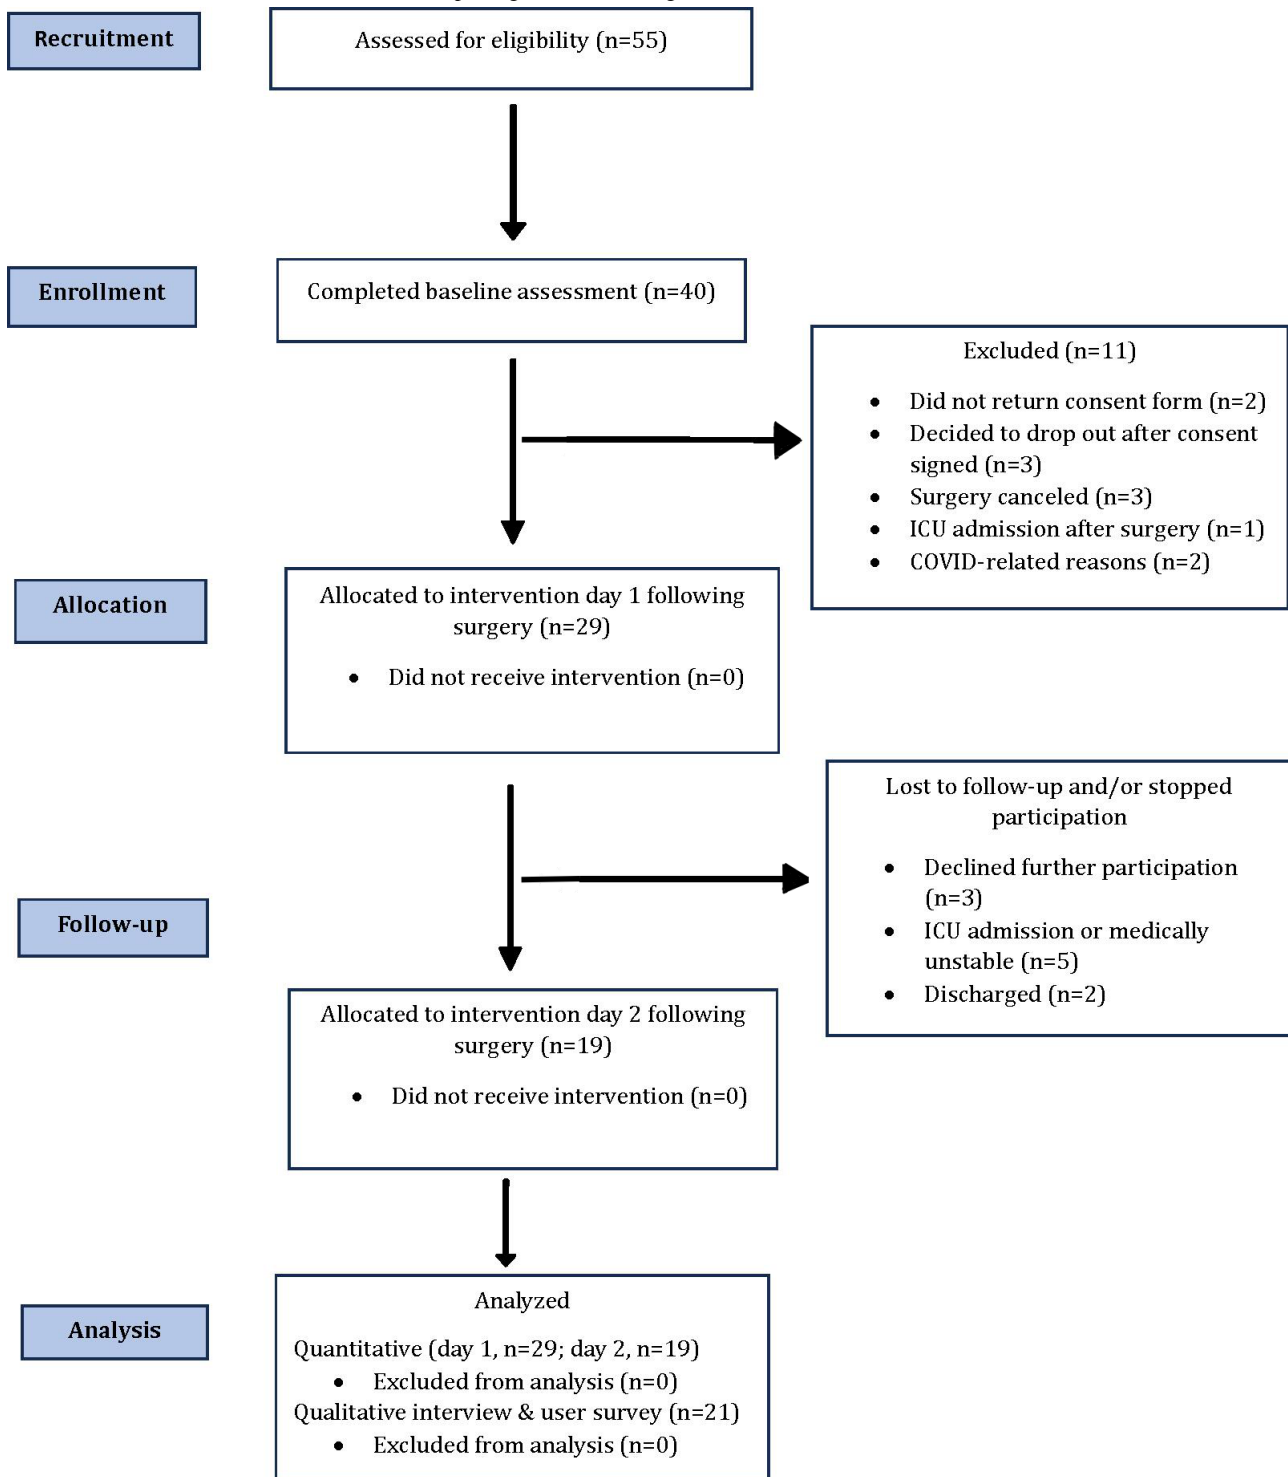 Recruitment
Assessed for eligibility (n=55)
Enrollment
Completed baseline assessment (n=40)
Excluded (n=11)
• Did not return consent form (n=2)
• Decided to drop out after consent
signed (n=3)
• Surgery canceled (n=3)
• ICU admission after surgery (n=1)
• COVID-related reasons (n=2)
Allocation
Allocated to intervention day 1 following
surgery (n=29)
• Did not receive intervention (n=0)
Lost to follow-up and/or stopped
participation
• Declined further participation
(n=3)
• ICU admission or medically
unstable (n=5)
• Discharged (n=2)
Follow-up
Allocated to intervention day 2 following
surgery (n=19)
• Did not receive intervention (n=0)
Analysis
Analyzed
Quantitative (day 1, n=29; day 2, n=19)
• Excluded from analysis (n=0)
Qualitative interview & user survey (n=21)
• Excluded from analysis (n=0)